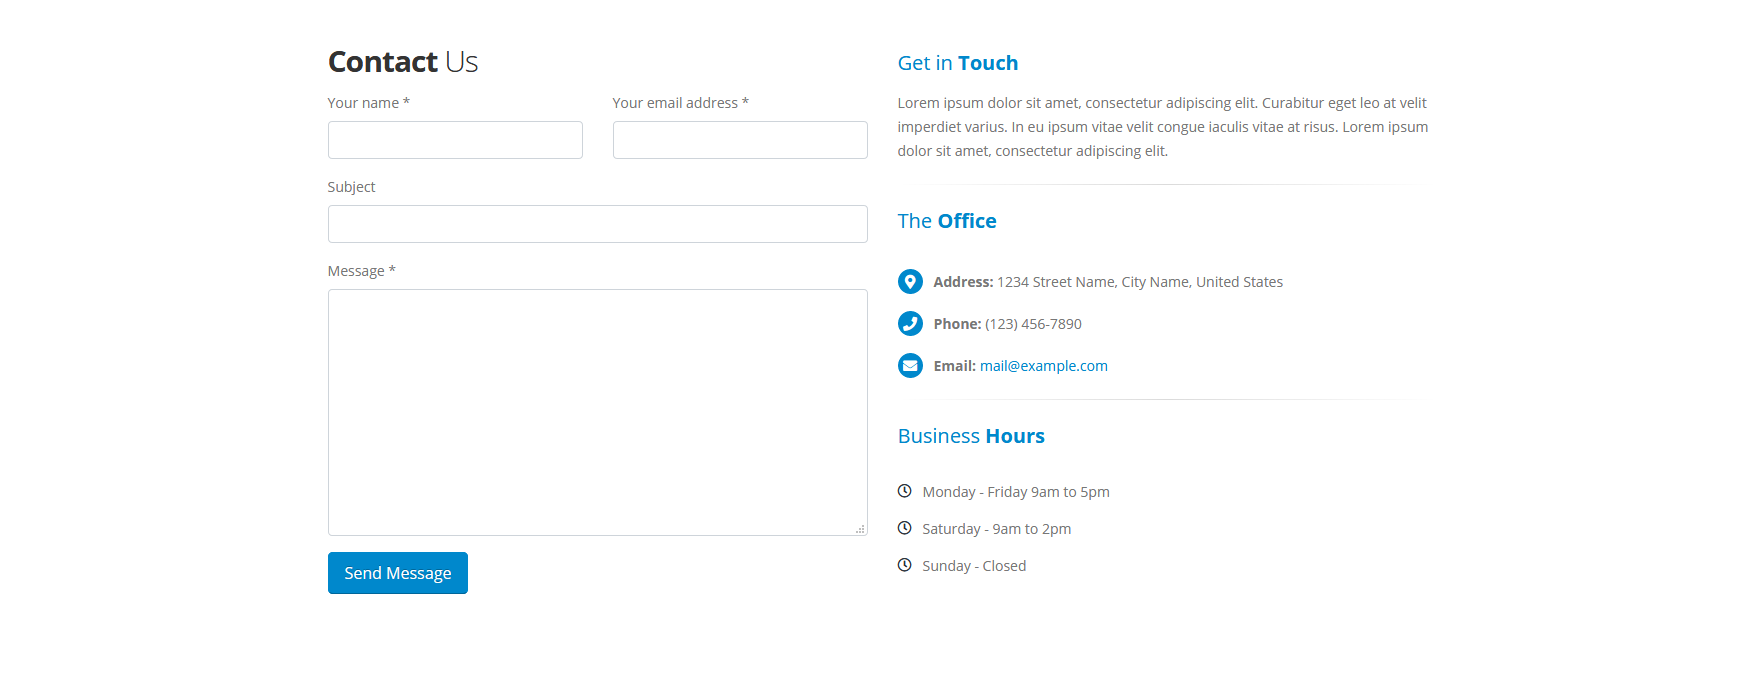 Contact Us
Your name *
Your email address *
Subject
Message *
Send Message
Get in Touch
Lorem ipsum dolor sit amet, consectetur adipiscing elit. Curabitur eget leo at velit
imperdiet varius. In eu ipsum vitae velit congue iaculis vitae at risus. Lorem ipsum
dolor sit amet, consectetur adipiscing elit.
The Office
Address: 1234 Street Name, City Name, United States
Phone: (123) 456-7890
Email: mail@example.com
Business Hours
Monday - Friday 9am to 5pm
Saturday - 9am to 2pm
Sunday - Closed